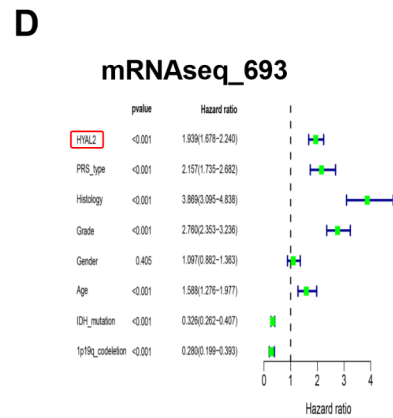 D
mRNAseq_693
pvalue Hazard ratio
HYAL2 <0.001 1.939(1.678-2.240)
PRS_type <0.001 2.157(1.735-2.682)
Histology <0.001 3.869(3.095-4.838)
Grade <0.001 2.760(2.353-3.236)
Gender 0.405 1.097(0.882-1.363)
Age <0.001 1.588(1.276-1.977)
IDH_mutation <0.001 0.326(0.262-0.407)
1p19q_codeletion <0.001 0.280(0.199-0.393)
0 1 2 3 4
Hazard ratio